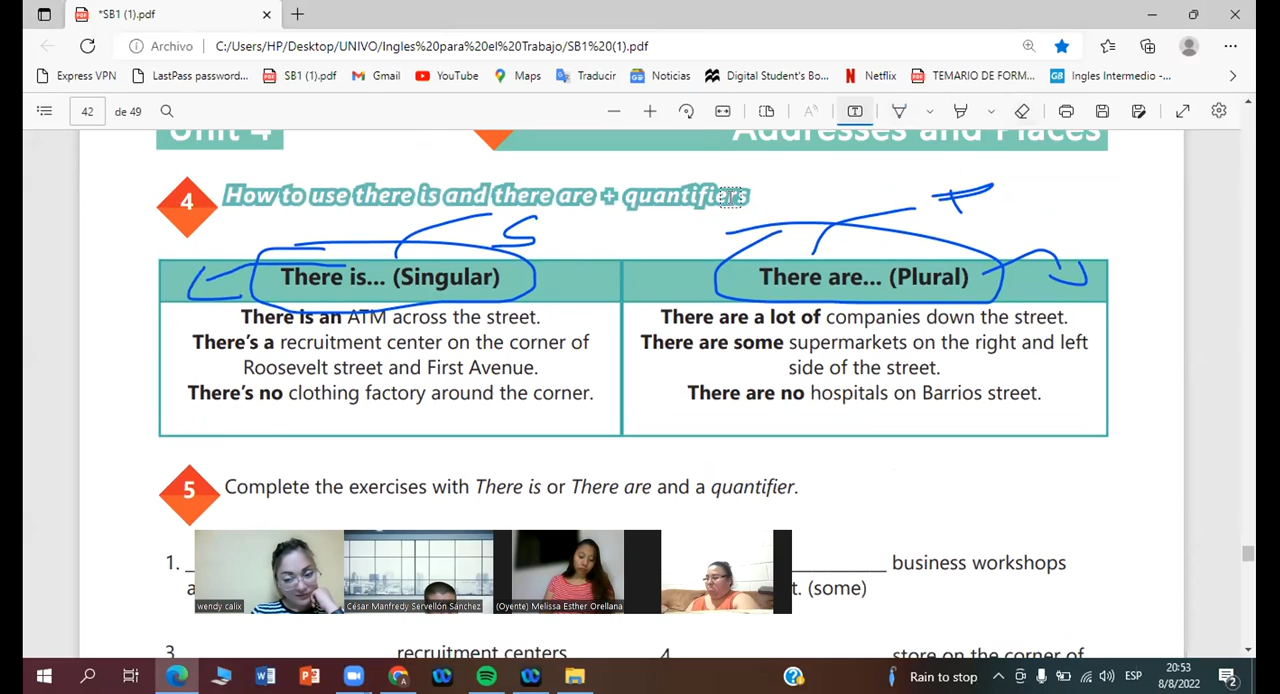 *SB1 (1).pdf
Archivo
C:/Users/HP/Desktop/UNIVO/Ingles%20para%20el%20Trabajo/SB1%20(1).pdf
Express VPN
LastPass password...
SB1 (1).pdf
Gmail
YouTube
Maps
Traducir
Noticias
Digital Student's Bo...
Netflix
TEMARIO DE FORM...
Ingles Intermedio -...
42 de 49
Unit 4
Addresses and Places
4 How to use there is and there are + quantifiers
S
There is... (Singular)
There are... (Plural)
There is an ATM across the street.
There's a recruitment center on the corner of
Roosevelt street and First Avenue.
There's no clothing factory around the corner.
There are a lot of companies down the street.
There are some supermarkets on the right and left
side of the street.
There are no hospitals on Barrios street.
5 Complete the exercises with There is or There are and a quantifier.
1.
business workshops
t. (some)
wendy calix
César Manfredy Servellón Sánchez
(Oyente) Melissa Esther Orellana
3
recruitment centers
4
store on the corner of
Rain to stop
ESP
20:53
8/8/2022
2